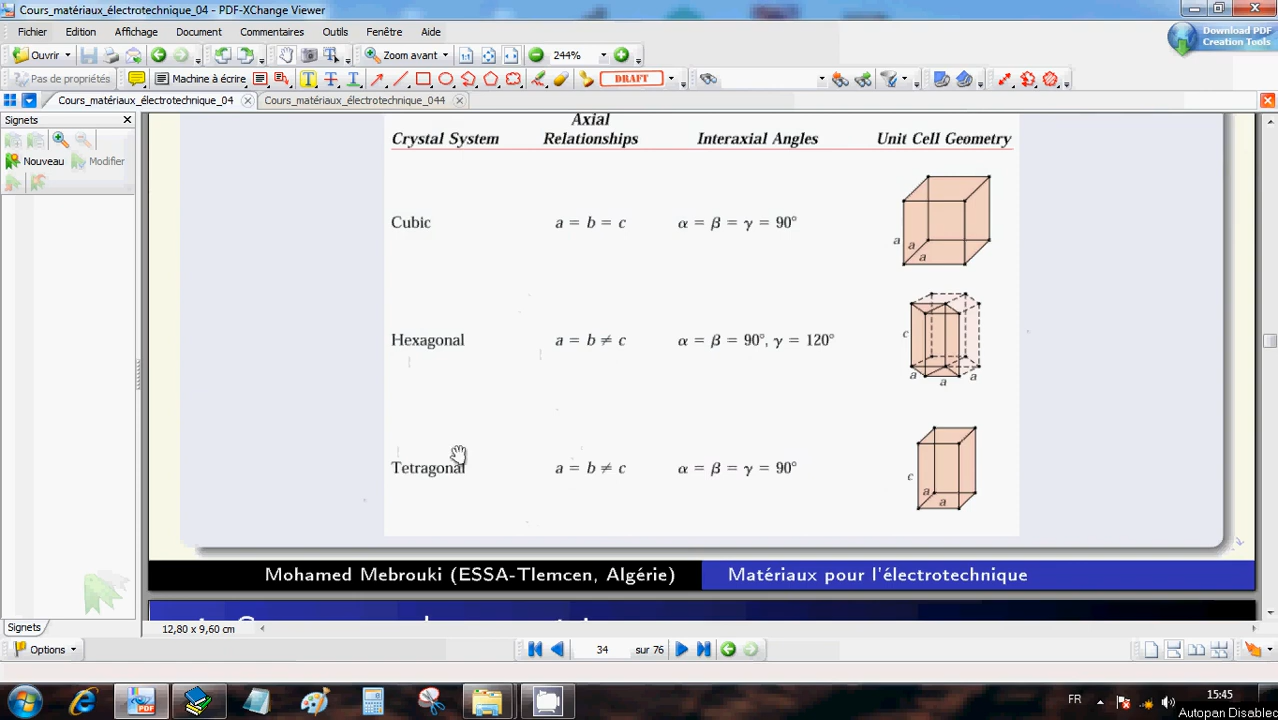 Cours_matériaux_électrotechnique_04 - PDF-XChange Viewer
Fichier Edition Affichage Document Commentaires Outils Fenêtre Aide
Download PDF
Creation Tools
Ouvrir Zoom avant 244%
Pas de propriétés Machine à écrire T T T DRAFT
Cours_matériaux_électrotechnique_04 Cours_matériaux_électrotechnique_044
Signets
Nouveau Modifier
Axial
Crystal System Relationships Interaxial Angles Unit Cell Geometry
Cubic a = b = c α = β = γ = 90°
a a
a
Hexagonal a = b ≠ c α = β = 90°, γ = 120°
c
a a a
Tetragonal a = b ≠ c α = β = γ = 90°
c
a
a
Mohamed Mebrouki (ESSA-Tlemcen, Algérie) Matériaux pour l'électrotechnique
Signets
12,80 x 9,60 cm
Options 34 sur 76
FR 15:45
Autopan Disabled